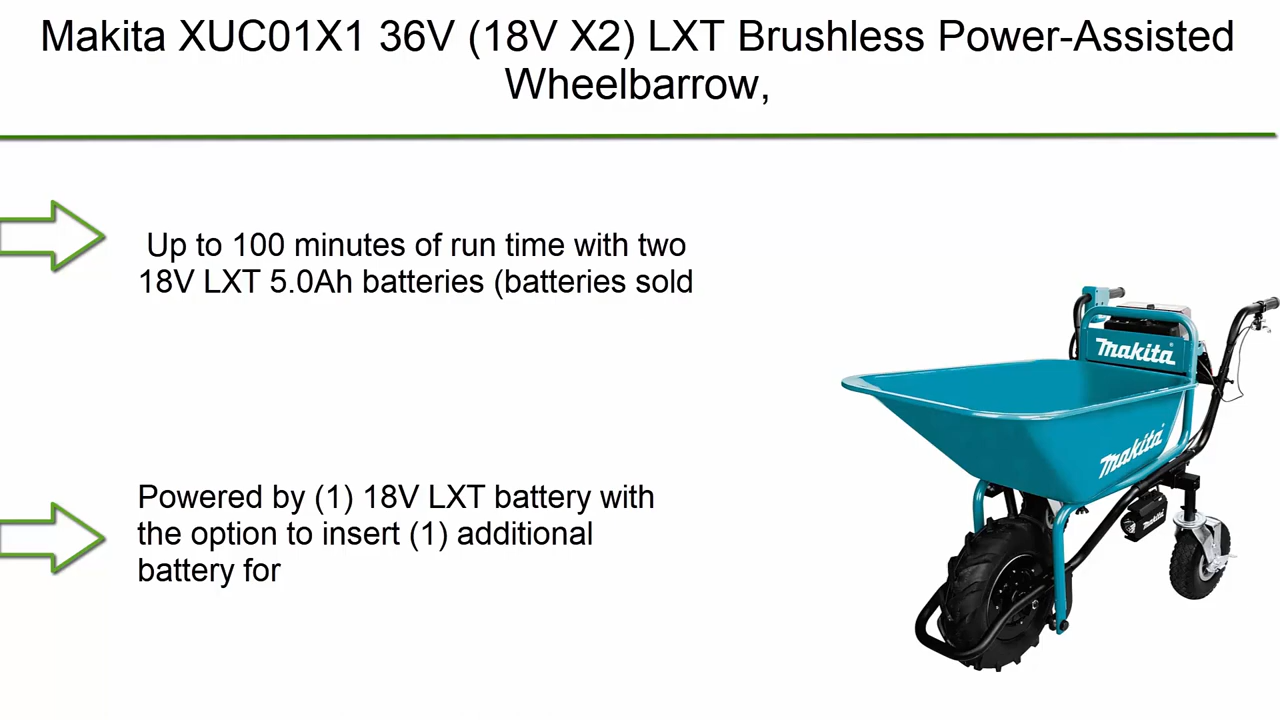 Makita XUC01X1 36V (18V X2) LXT Brushless Power-Assisted
Wheelbarrow,
Up to 100 minutes of run time with two
18V LXT 5.0Ah batteries (batteries sold
Powered by (1) 18V LXT battery with
the option to insert (1) additional
battery for
Makita
Makita
Makita